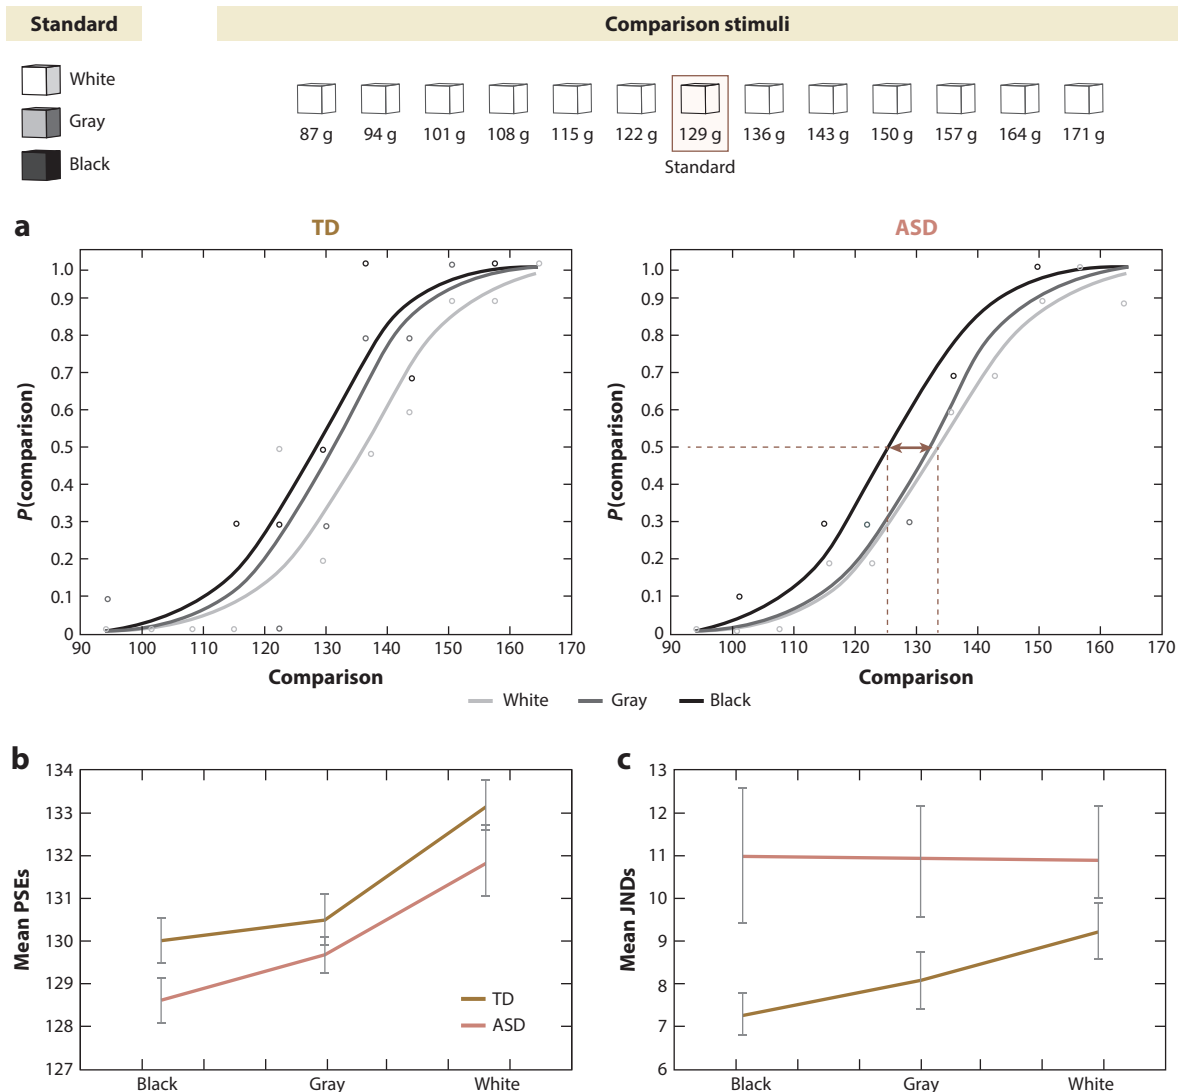 Standard
Comparison stimuli
White
Gray
Black
87 g 94 g 101 g 108 g 115 g 122 g 129 g 136 g 143 g 150 g 157 g 164 g 171 g
Standard
a
TD
ASD
P(comparison)
1.0
0.9
0.8
0.7
0.6
0.5
0.4
0.3
0.2
0.1
0
90 100 110 120 130 140 150 160 170
Comparison
P(comparison)
1.0
0.9
0.8
0.7
0.6
0.5
0.4
0.3
0.2
0.1
0
90 100 110 120 130 140 150 160 170
Comparison
White Gray Black
b
Mean PSEs
134
133
132
131
130
129
128
127
TD
ASD
Black Gray White
c
Mean JNDs
13
12
11
10
9
8
7
6
Black Gray White